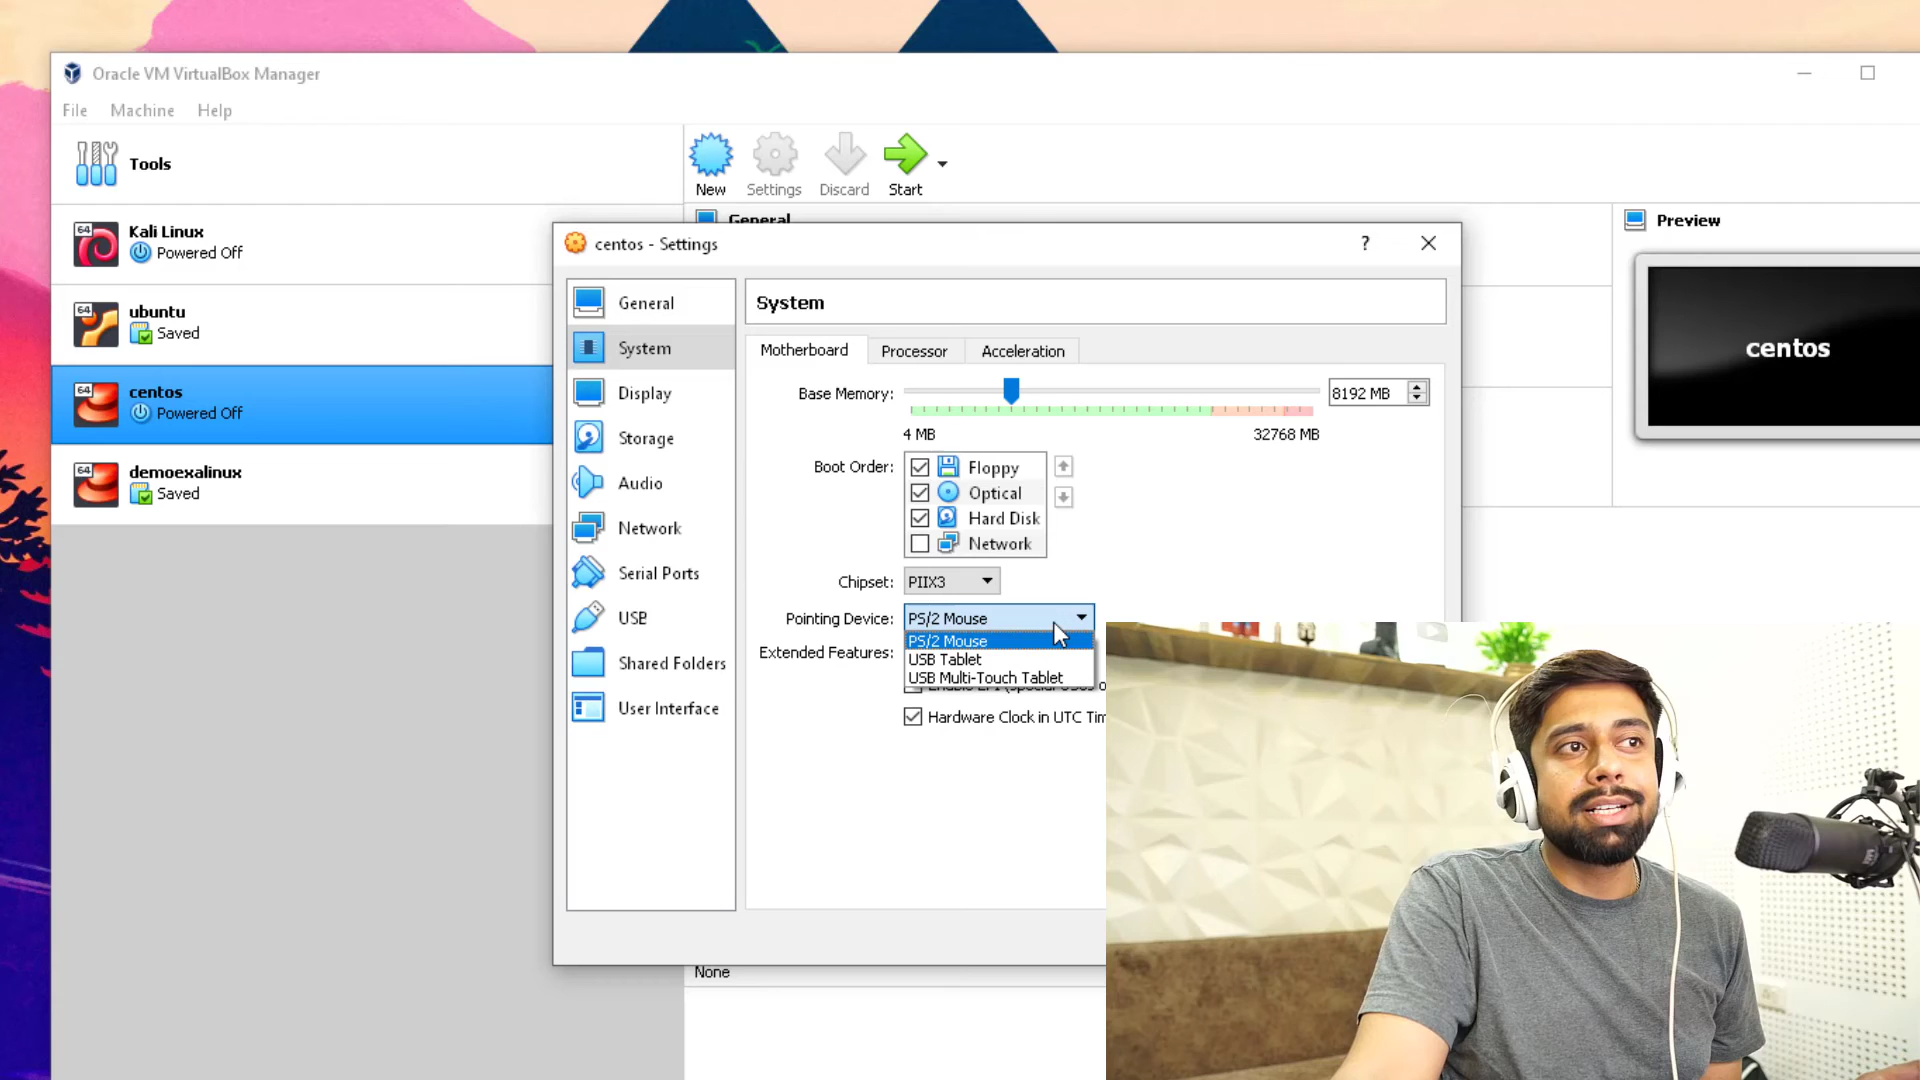 Oracle VM VirtualBox Manager
File Machine Help
Tools
New Settings Discard Start
64 Kali Linux
Powered Off
64 ubuntu
Saved
64 centos
Powered Off
64 demoexalinux
Saved
General
Preview
centos
centos - Settings
?
General
System
Display
Storage
Audio
Network
Serial Ports
USB
Shared Folders
User Interface
System
Motherboard Processor Acceleration
Base Memory: 8192 MB
4 MB 32768 MB
Boot Order: Floppy
Optical
Hard Disk
Network
Chipset: PIIX3
Pointing Device: PS/2 Mouse
PS/2 Mouse
Extended Features: USB Tablet
USB Multi-Touch Tablet
Hardware Clock in UTC Tim
None